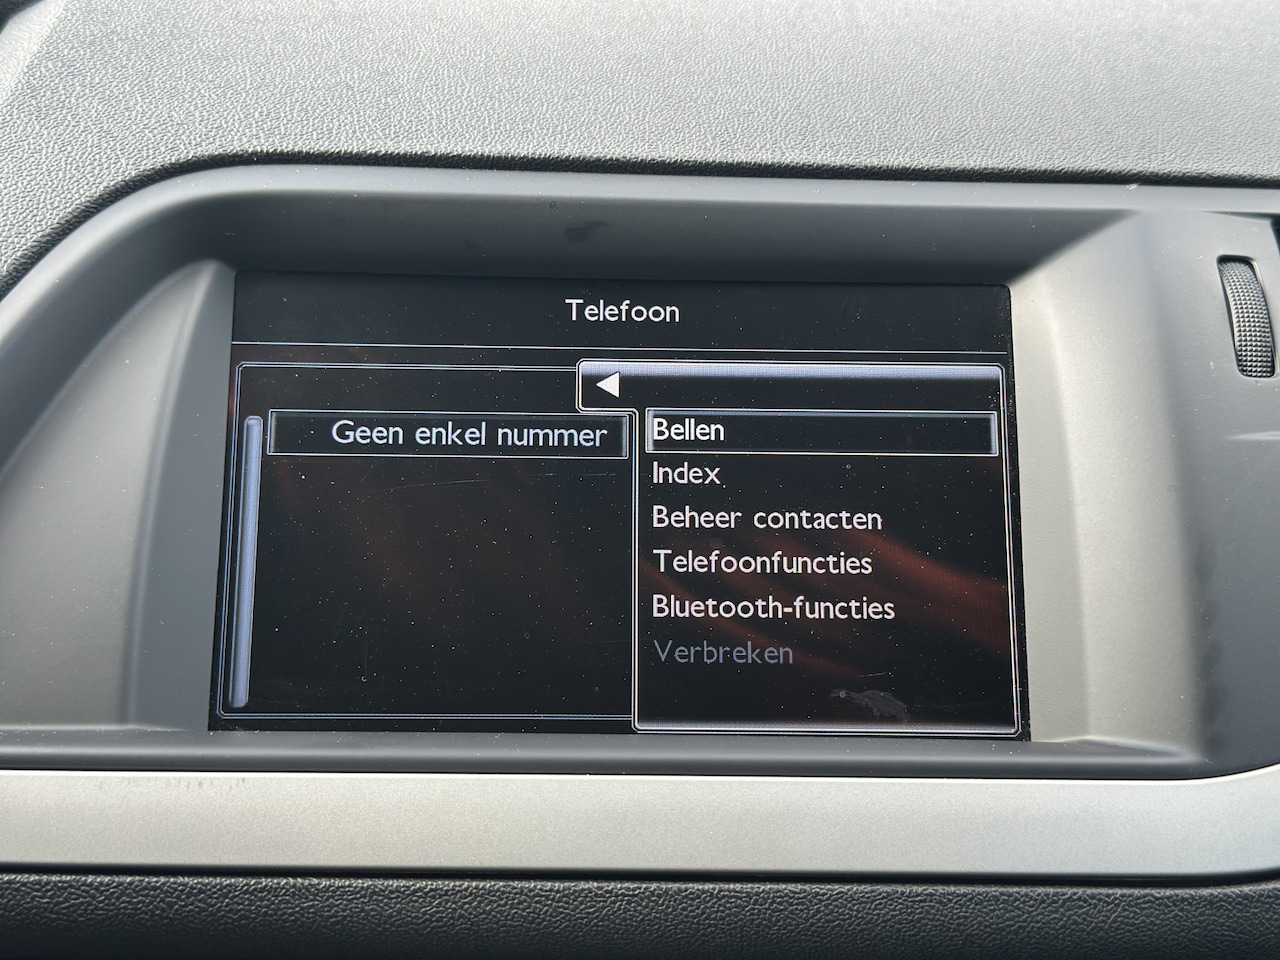 Telefoon
Geen enkel nummer
Bellen
Index
Beheer contacten
Telefoonfuncties
Bluetooth-functies
Verbreken